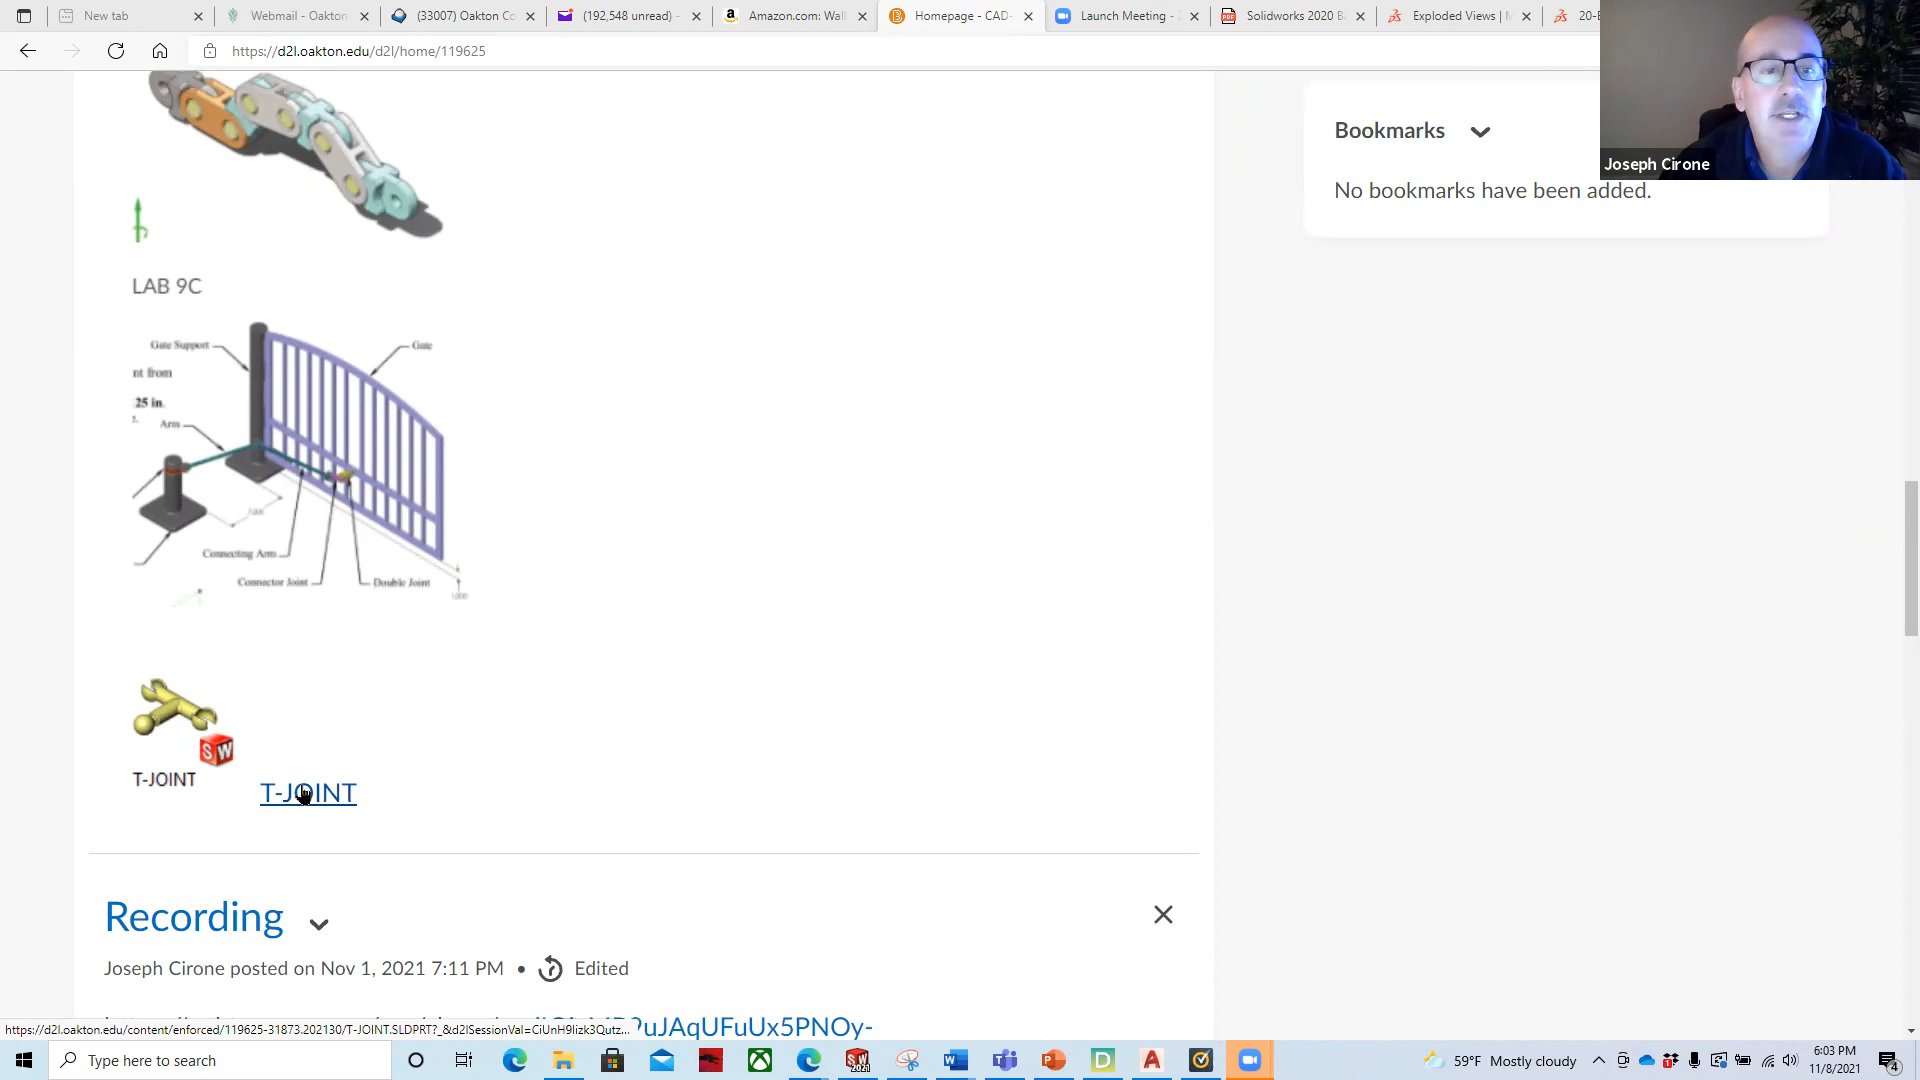 New tab
Webmail - Oakton
(33007) Oakton Co
(192,548 unread) -
Amazon.com: Wall
Homepage - CAD-
Launch Meeting -
Solidworks 2020 Ba
Exploded Views | M
https://d2l.oakton.edu/d2l/home/119625
Joseph Cirone
Bookmarks
No bookmarks have been added.
LAB 9C
Gate Support
Gate
nt from
.25 in.
Arm
Connecting Arm
Connector Joint
Double Joint
SW
T-JOINT
T-JOINT
Recording
Joseph Cirone posted on Nov 1, 2021 7:11 PM • Edited
https://d2l.oakton.edu/content/enforced/119625-31873.202130/T-JOINT.SLDPRT?_&d2lSessionVal=CiUnH9lizk3Qutz...
Type here to search
59°F Mostly cloudy
6:03 PM
11/8/2021